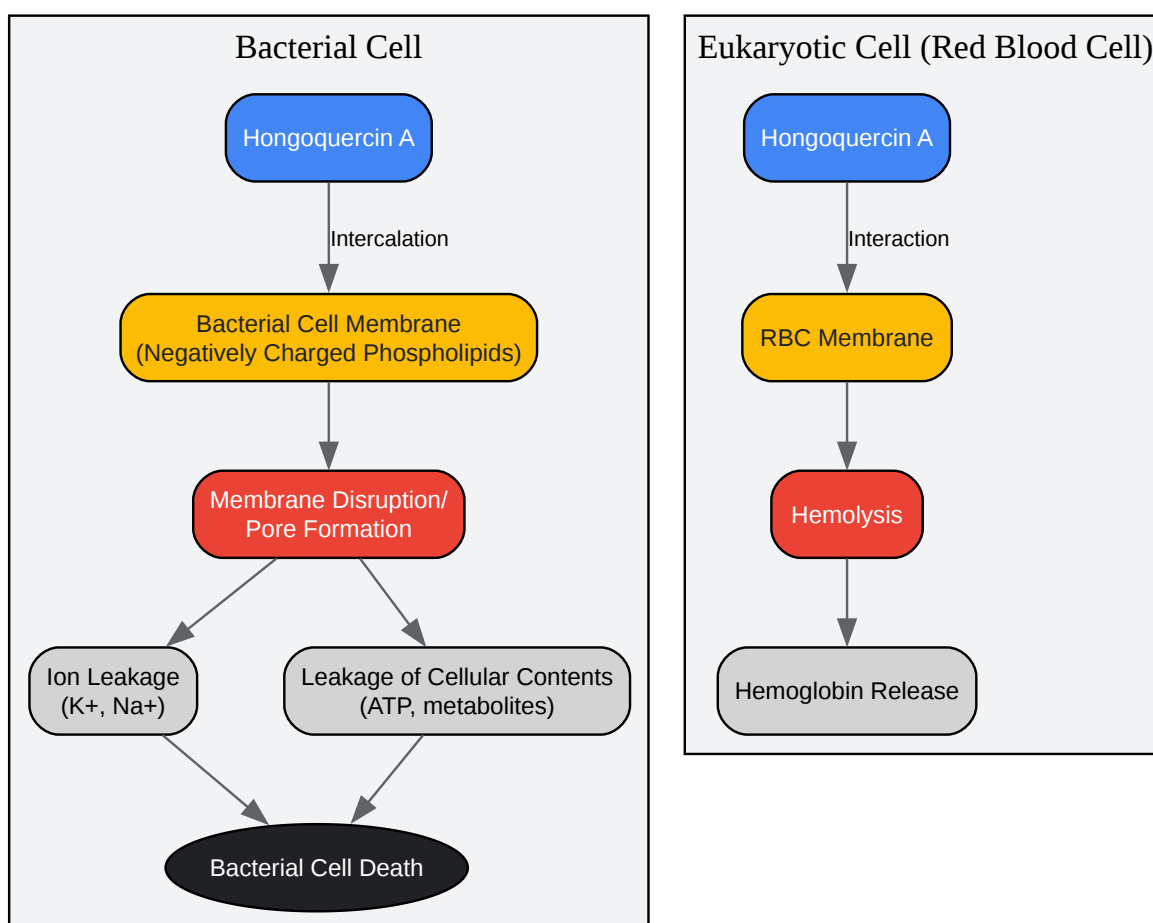 Bacterial Cell
Hongoquercin A
Intercalation
Bacterial Cell Membrane
(Negatively Charged Phospholipids)
Membrane Disruption/
Pore Formation
Ion Leakage
(K+, Na+)
Leakage of Cellular Contents
(ATP, metabolites)
Bacterial Cell Death
Eukaryotic Cell (Red Blood Cell)
Hongoquercin A
Interaction
RBC Membrane
Hemolysis
Hemoglobin Release